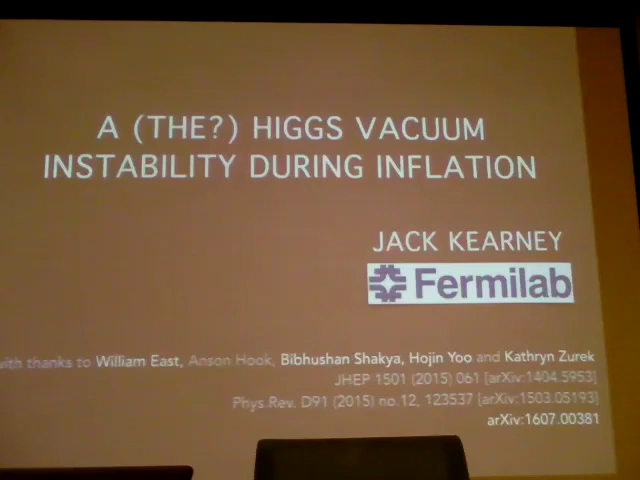 A (THE?) HIGGS VACUUM
INSTABILITY DURING INFLATION
JACK KEARNEY
Fermilab
with thanks to William East, Anson Hook, Bibhushan Shakya, Hojin Yoo and Kathryn Zurek
JHEP 1501 (2015) 061 [arXiv:1404.5953]
Phys.Rev. D91 (2015) no.12, 123537 [arXiv:1503.05193]
arXiv:1607.00381